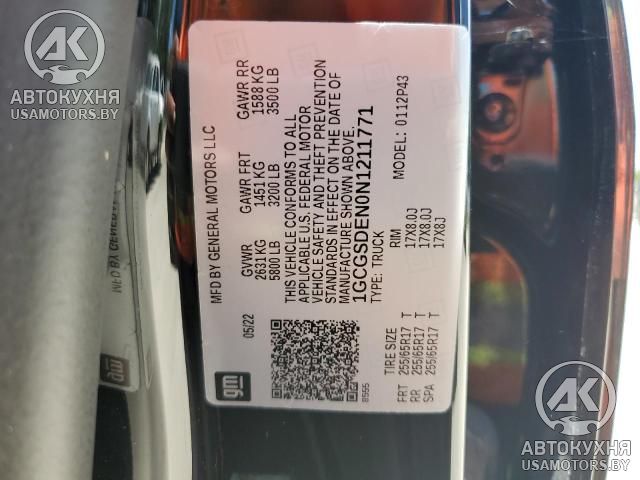 AK
АВТОКУХНЯ
USAMOTORS.BY
gm
05/22
MFD BY GENERAL MOTORS LLC
GVWR GAWR FRT GAWR RR
2631 KG 1451 KG 1588 KG
5800 LB 3200 LB 3500 LB
THIS VEHICLE CONFORMS TO ALL
APPLICABLE U.S. FEDERAL MOTOR
VEHICLE SAFETY AND THEFT PREVENTION
STANDARDS IN EFFECT ON THE DATE OF
MANUFACTURE SHOWN ABOVE.
1GCGSDEN0N1211771
TYPE: TRUCK MODEL: 0112P43
8555
TIRE SIZE RIM
FRT 255/65R17 T 17X8.0J
RR 255/65R17 T 17X8.0J
SPA 255/65R17 T 17X8J
gm
AK
АВТОКУХНЯ
USAMOTORS.BY